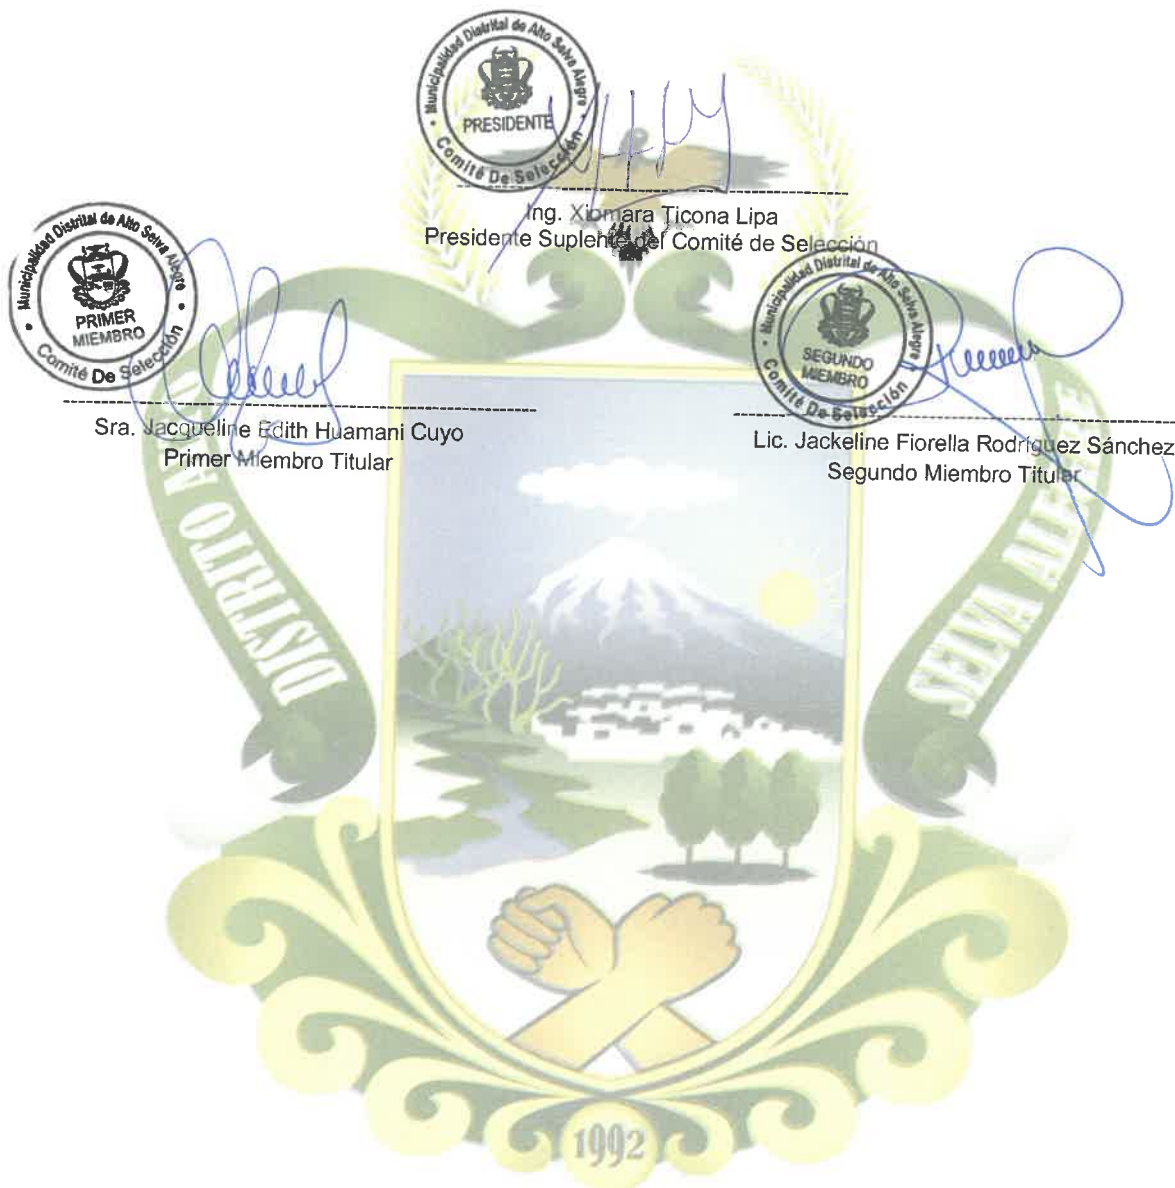 Municipalidad Distrital de Alto Selva Alegre
PRESIDENTE
Comité De Selección
Ing. Xiomara Ticona Lipa
Presidente Suplente del Comité de Selección
Municipalidad Distrital de Alto Selva Alegre
PRIMER
MIEMBRO
Comité De Selección
Sra. Jacqueline Edith Huamani Cuyo
Primer Miembro Titular
Municipalidad Distrital de Alto Selva Alegre
SEGUNDO
MIEMBRO
Comité De Selección
Lic. Jackeline Fiorella Rodríguez Sánchez
Segundo Miembro Titular
DISTRITO
SELVA ALEGRE
1992